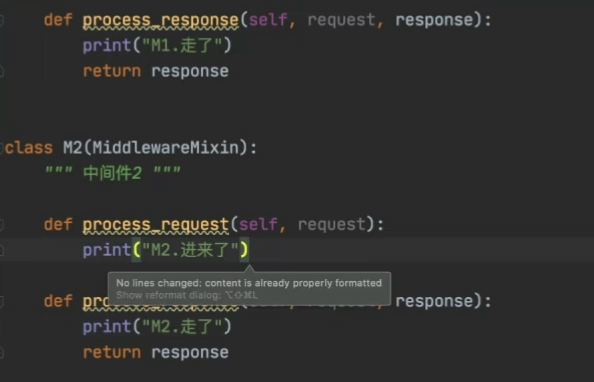 def process_response(self, request, response):
print("M1.走了")
return response
class M2(MiddlewareMixin):
""" 中间件2 """
def process_request(self, request):
print("M2.进来了")
No lines changed: content is already properly formatted
Show reformat dialog: ⌥⇧⌘L
def response):
print("M2.走了")
return response